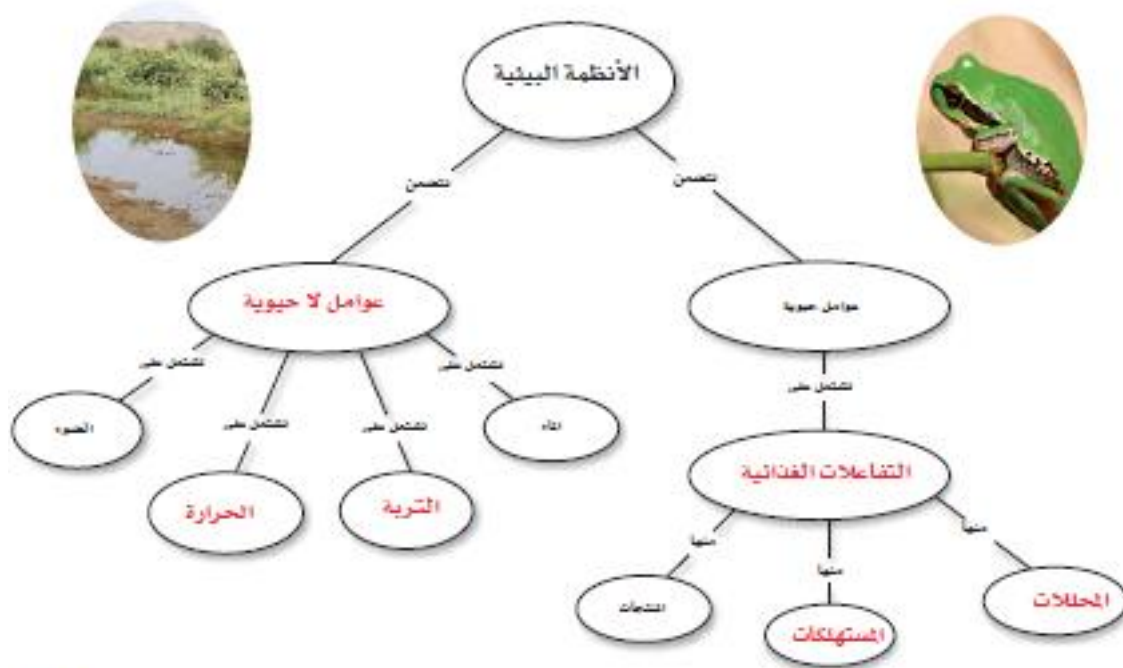 الأنظمة البيئية
تتضمن
تتضمن
عوامل حيوية
عوامل لا حيوية
تشتمل على
تشتمل على
تشتمل على
تشتمل على
تشتمل على
الماء
الضوء
التربة
الحرارة
التفاعلات الغذائية
منها
منها
منها
المحللات
المستهلكات
المنتجات